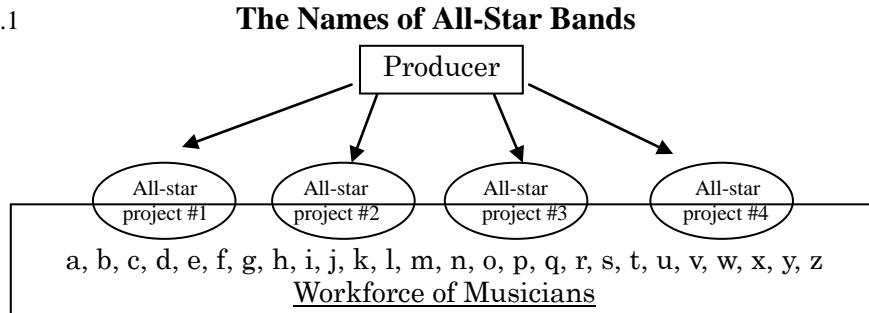 .1
The Names of All-Star Bands
Producer
All-star
project #1
All-star
project #2
All-star
project #3
All-star
project #4
a, b, c, d, e, f, g, h, i, j, k, l, m, n, o, p, q, r, s, t, u, v, w, x, y, z
Workforce of Musicians